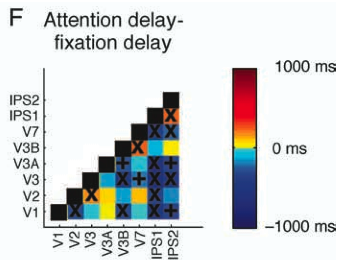 F
Attention delay-
fixation delay
1000 ms
0 ms
−1000 ms
IPS2
IPS1
V7
V3B
V3A
V3
V2
V1
V1
V2
V3
V3A
V3B
V7
IPS1
IPS2